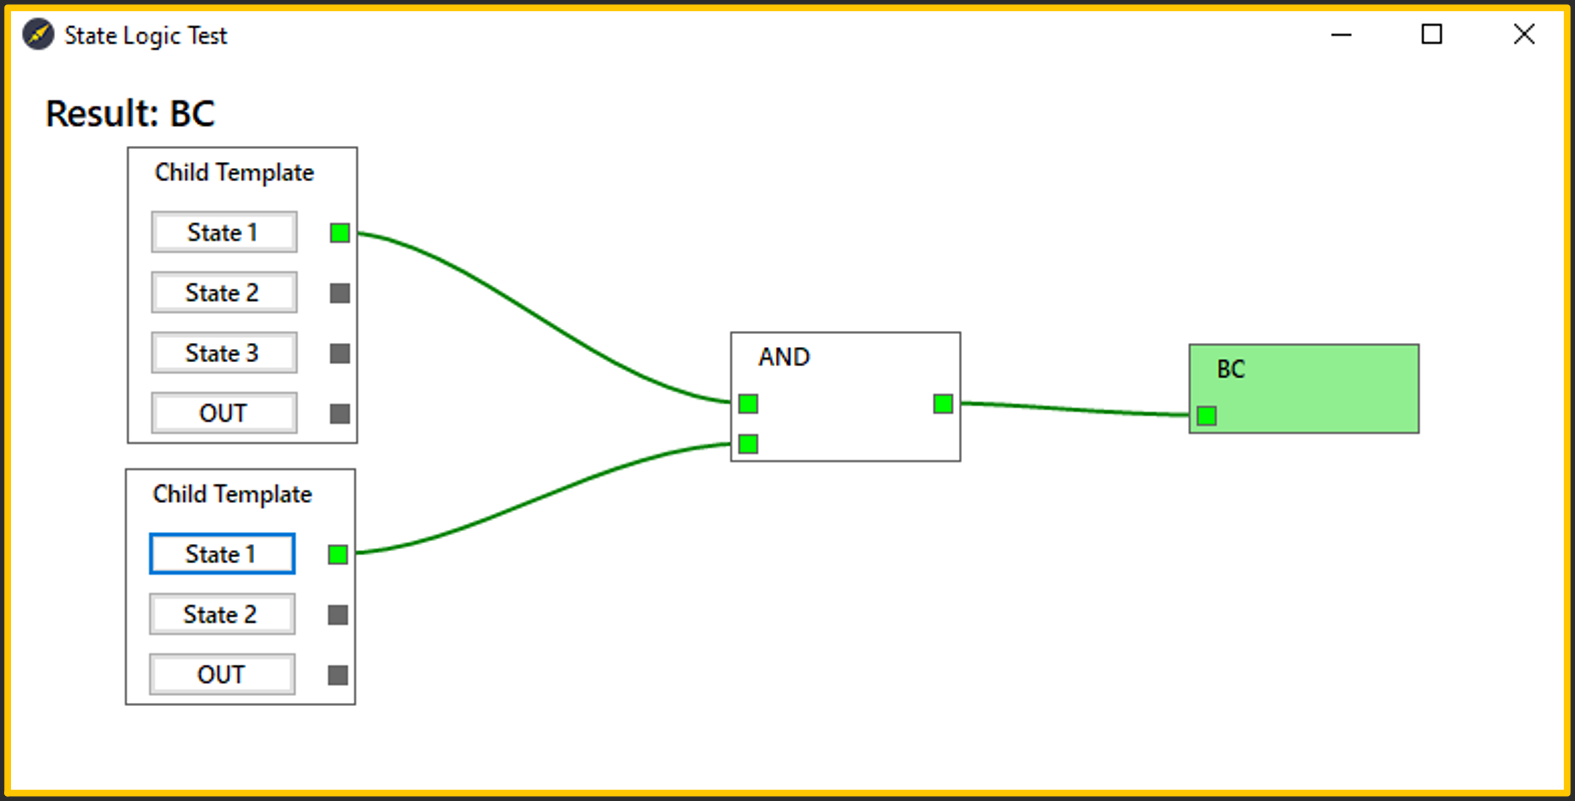 State Logic Test
Result: BC
Child Template
State 1
State 2
State 3
OUT
Child Template
State 1
State 2
OUT
AND
BC